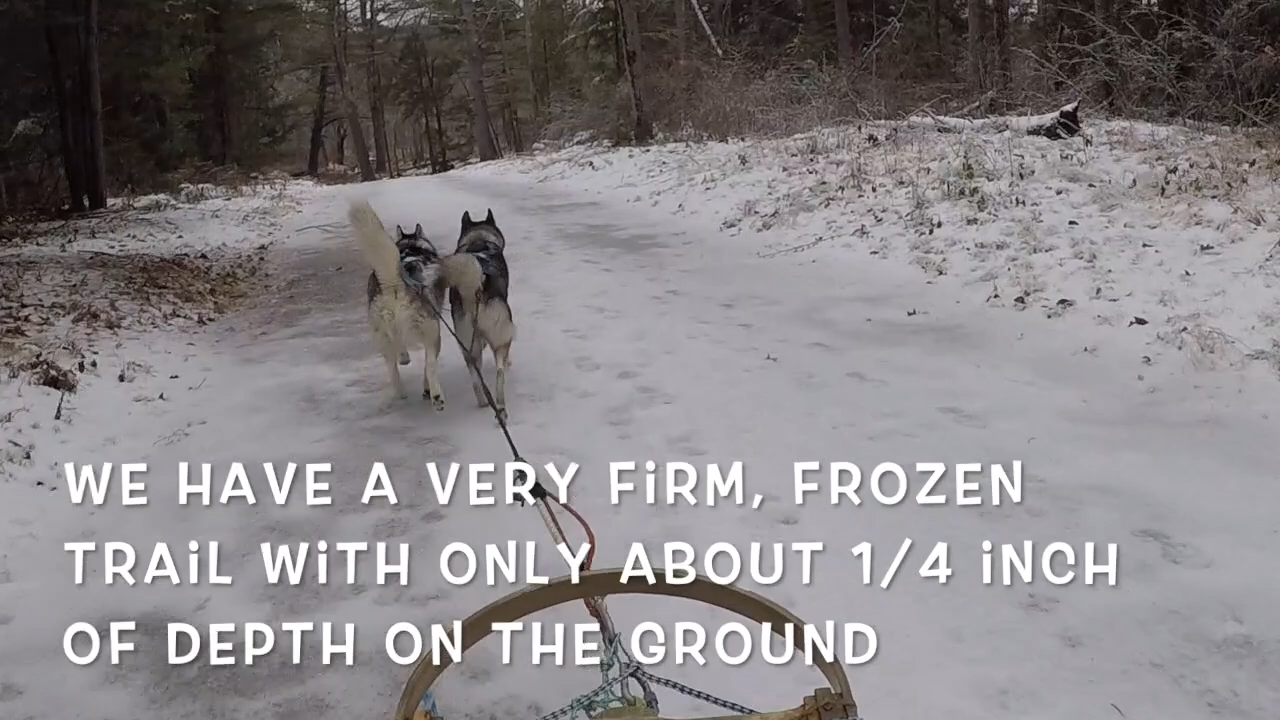 WE HAVE A VERY FiRM, FROZEN
TRAiL WiTH ONLY ABOUT 1/4 iNCH
OF DEPTH ON THE GROUND